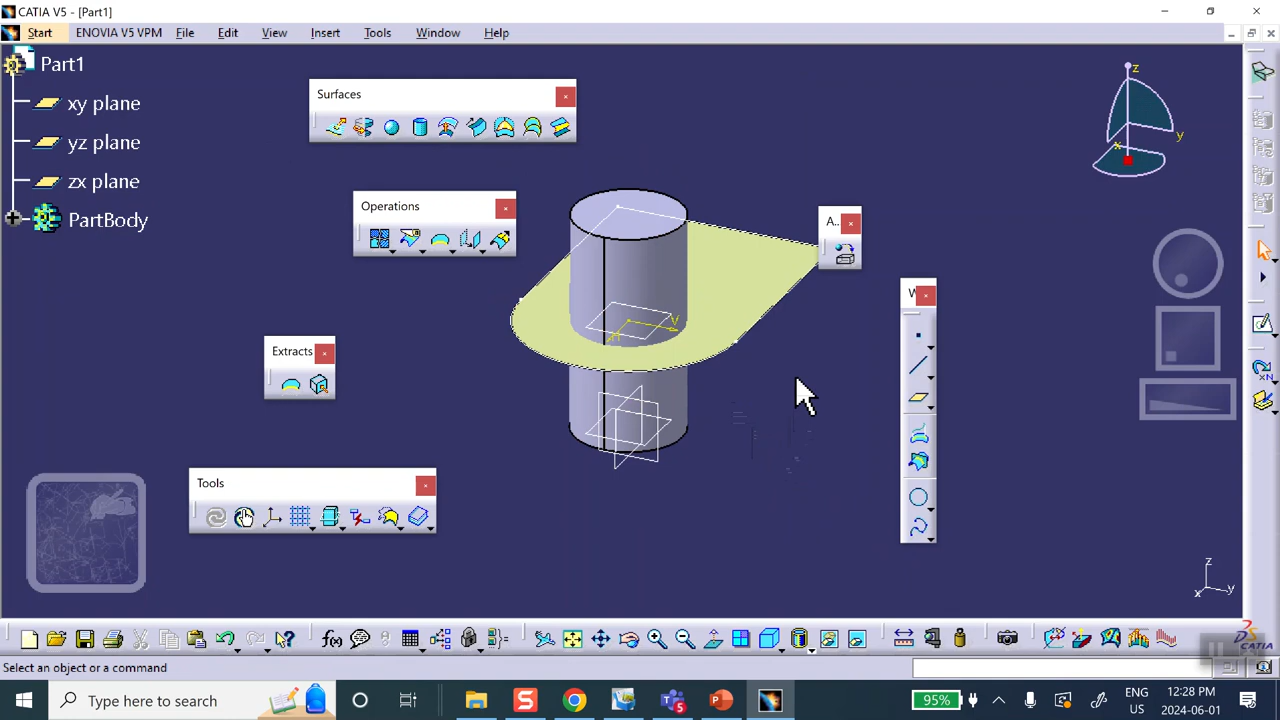 CATIA V5 - [Part1]
Start ENOVIA V5 VPM File Edit View Insert Tools Window Help
Part1
xy plane
yz plane
zx plane
PartBody
Surfaces
Operations
A..
W
Extracts
Tools
z
y
x
z
y
x
f(x)
CATIA
Select an object or a command
Type here to search
95%
ENG
US
12:28 PM
2024-06-01